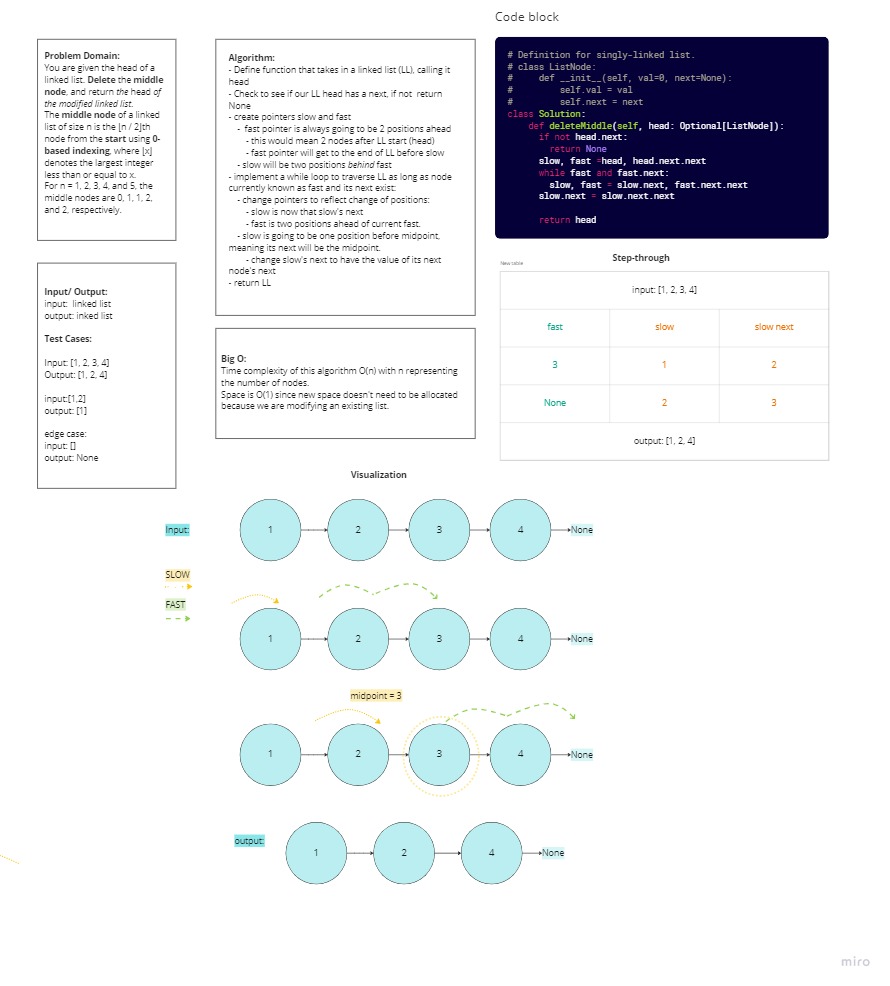 Code block
Problem Domain:
You are given the head of a
linked list. Delete the middle
node, and return the head of
the modified linked list.
The middle node of a linked
list of size n is the ⌊n / 2⌋th
node from the start using 0-
based indexing, where ⌊x⌋
denotes the largest integer
less than or equal to x.
For n = 1, 2, 3, 4, and 5, the
middle nodes are 0, 1, 1, 2,
and 2, respectively.
Input/ Output:
input: linked list
output: inked list
Test Cases:
Input: [1, 2, 3, 4]
Output: [1, 2, 4]
input:[1,2]
output: [1]
edge case:
input: []
output: None
Algorithm:
- Define function that takes in a linked list (LL), calling it
head
- Check to see if our LL head has a next, if not return
None
- create pointers slow and fast
- fast pointer is always going to be 2 positions ahead
- this would mean 2 nodes after LL start (head)
- fast pointer will get to the end of LL before slow
- slow will be two positions behind fast
- implement a while loop to traverse LL as long as node
currently known as fast and its next exist:
- change pointers to reflect change of positions:
- slow is now that slow's next
- fast is two positions ahead of current fast.
- slow is going to be one position before midpoint,
meaning its next will be the midpoint.
- change slow's next to have the value of its next
node's next
- return LL
Big O:
Time complexity of this algorithm O(n) with n representing
the number of nodes.
Space is O(1) since new space doesn't need to be allocated
because we are modifying an existing list.
# Definition for singly-linked list.
# class ListNode:
#     def __init__(self, val=0, next=None):
#         self.val = val
#         self.next = next
class Solution:
    def deleteMiddle(self, head: Optional[ListNode]):
      if not head.next:
        return None
      slow, fast =head, head.next.next
      while fast and fast.next:
        slow, fast = slow.next, fast.next.next
      slow.next = slow.next.next
      return head
Step-through
New table
input: [1, 2, 3, 4]
fast slow slow next
3 1 2
None 2 3
output: [1, 2, 4]
Visualization
Input: 1 2 3 4 None
SLOW
FAST
1 2 3 4 None
midpoint = 3
1 2 3 4 None
output: 1 2 4 None
miro